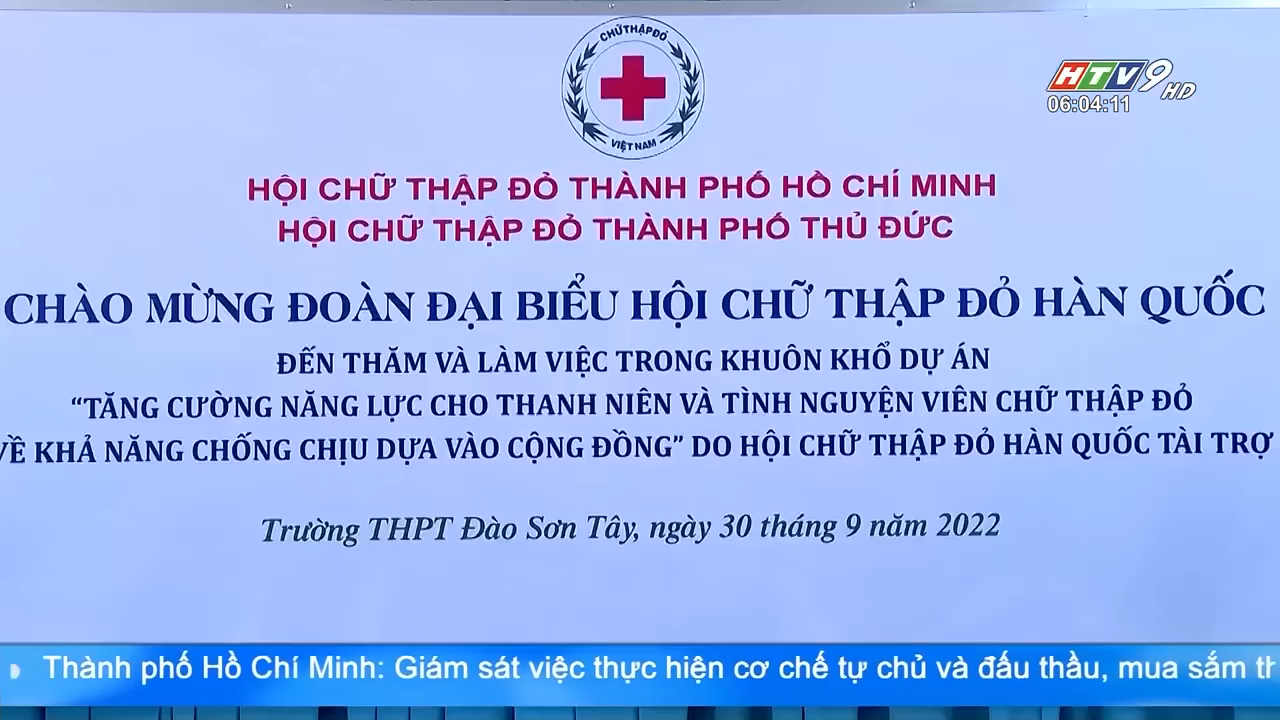 CHỮ THẬP ĐỎ
VIỆT NAM
HTV9 HD
06:04:11
HỘI CHỮ THẬP ĐỎ THÀNH PHỐ HỒ CHÍ MINH
HỘI CHỮ THẬP ĐỎ THÀNH PHỐ THỦ ĐỨC
CHÀO MỪNG ĐOÀN ĐẠI BIỂU HỘI CHỮ THẬP ĐỎ HÀN QUỐC
ĐẾN THĂM VÀ LÀM VIỆC TRONG KHUÔN KHỔ DỰ ÁN
“TĂNG CƯỜNG NĂNG LỰC CHO THANH NIÊN VÀ TÌNH NGUYỆN VIÊN CHỮ THẬP ĐỎ
VỀ KHẢ NĂNG CHỐNG CHỊU DỰA VÀO CỘNG ĐỒNG” DO HỘI CHỮ THẬP ĐỎ HÀN QUỐC TÀI TRỢ
Trường THPT Đào Sơn Tây, ngày 30 tháng 9 năm 2022
Thành phố Hồ Chí Minh: Giám sát việc thực hiện cơ chế tự chủ và đấu thầu, mua sắm th